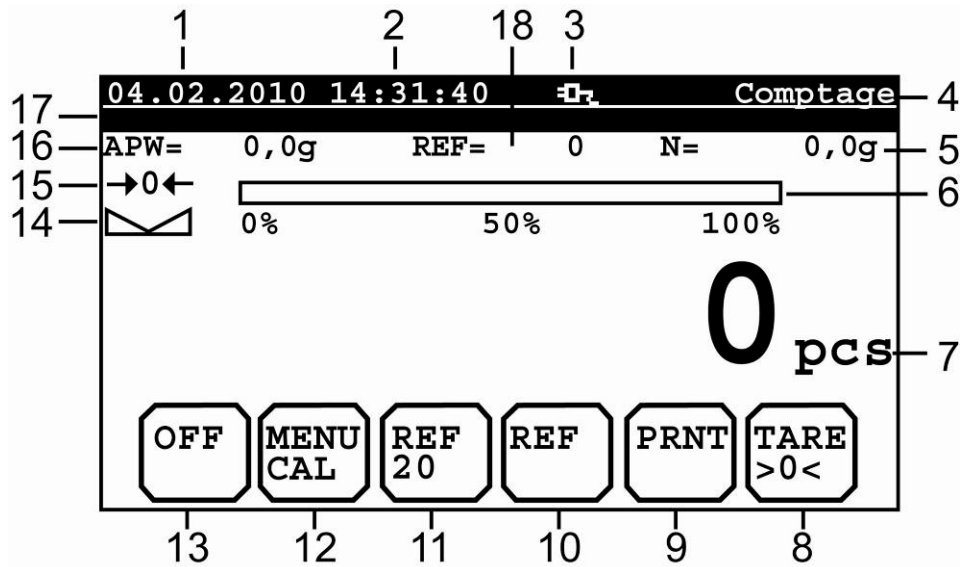 1 2 18 3
04.02.2010 14:31:40 Comptage 4
17
16 APW= 0,0g REF= 0 N= 0,0g 5
15 →0← 6
14 0% 50% 100%
0 pcs 7
OFF MENU REF REF PRNT TARE
CAL 20 >0<
13 12 11 10 9 8